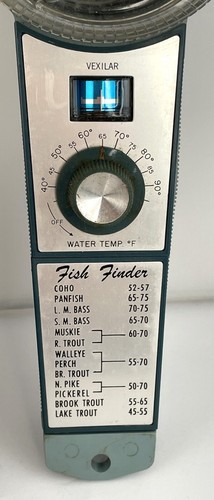 VEXILAR
40° 50° 60° 65 70° 75 80° 85 90°
45 55
OFF
WATER TEMP. °F
Fish Finder
COHO 52-57
PANFISH 65-75
L. M. BASS 70-75
S. M. BASS 65-70
MUSKIE
R. TROUT 60-70
WALLEYE
PERCH 55-70
BR. TROUT
N. PIKE
PICKEREL 50-70
BROOK TROUT 55-65
LAKE TROUT 45-55